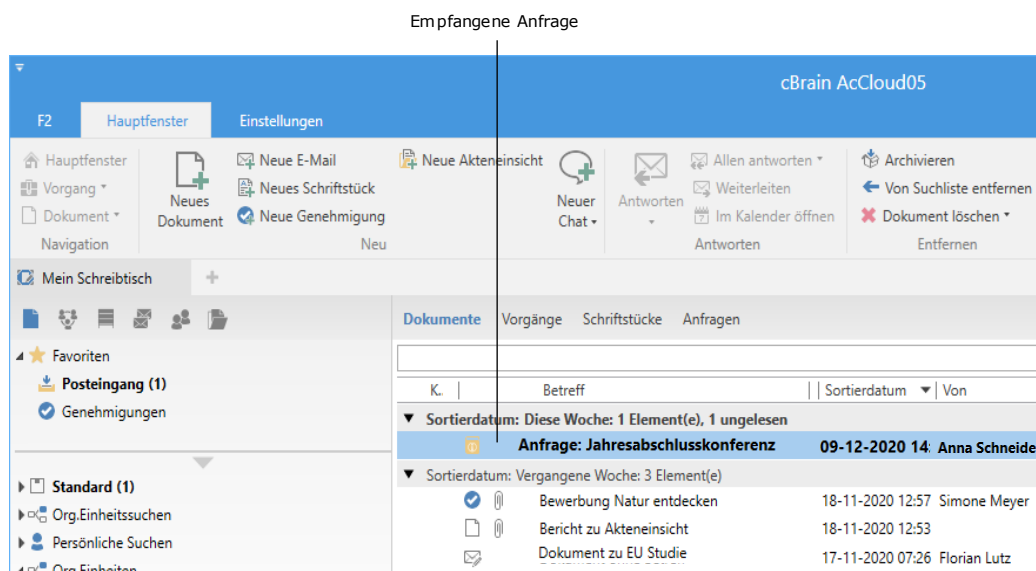 Empfangene Anfrage
cBrain AcCloud05
F2 Hauptfenster Einstellungen
Hauptfenster Neue E-Mail Neue Akteneinsicht Allen antworten Archivieren
Vorgang Neues Schriftstück Weiterleiten Von Suchliste entfernen
Neues Dokument
Neuer Chat
Antworten
Dokument Neue Genehmigung Im Kalender öffnen Dokument löschen
Navigation Neu Antworten Entfernen
Mein Schreibtisch +
Dokumente Vorgänge Schriftstücke Anfragen
Favoriten
Posteingang (1)
Genehmigungen
Standard (1)
Org.Einheitssuchen
Persönliche Suchen
Org.Einheiten
K.. Betreff Sortierdatum Von
Sortierdatum: Diese Woche: 1 Element(e), 1 ungelesen
Anfrage: Jahresabschlusskonferenz 09-12-2020 14: Anna Schneide
Sortierdatum: Vergangene Woche: 3 Element(e)
Bewerbung Natur entdecken 18-11-2020 12:57 Simone Meyer
Bericht zu Akteneinsicht 18-11-2020 12:53
Dokument zu EU Studie 17-11-2020 07:26 Florian Lutz